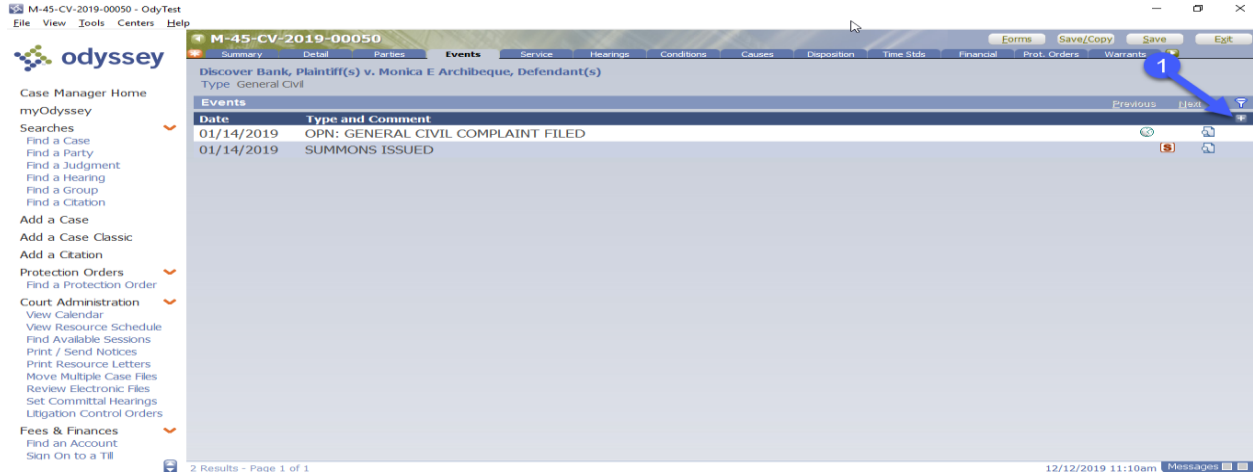 M-45-CV-2019-00050 - OdyTest
File View Tools Centers Help
M-45-CV-2019-00050
Forms Save/Copy Save Exit
odyssey
Summary Detail Parties Events Service Hearings Conditions Causes Disposition Time Stds Financial Prot. Orders Warrants
1
Discover Bank, Plaintiff(s) v. Monica E Archibeque, Defendant(s)
Type General Civil
Case Manager Home
myOdyssey
Searches
Find a Case
Find a Party
Find a Judgment
Find a Hearing
Find a Group
Find a Citation
Add a Case
Add a Case Classic
Add a Citation
Protection Orders
Find a Protection Order
Court Administration
View Calendar
View Resource Schedule
Find Available Sessions
Print / Send Notices
Print Resource Letters
Move Multiple Case Files
Review Electronic Files
Set Committal Hearings
Litigation Control Orders
Fees & Finances
Find an Account
Sign On to a Till
Events Previous Next
Date Type and Comment
01/14/2019 OPN: GENERAL CIVIL COMPLAINT FILED
01/14/2019 SUMMONS ISSUED S
2 Results - Page 1 of 1 12/12/2019 11:10am Messages